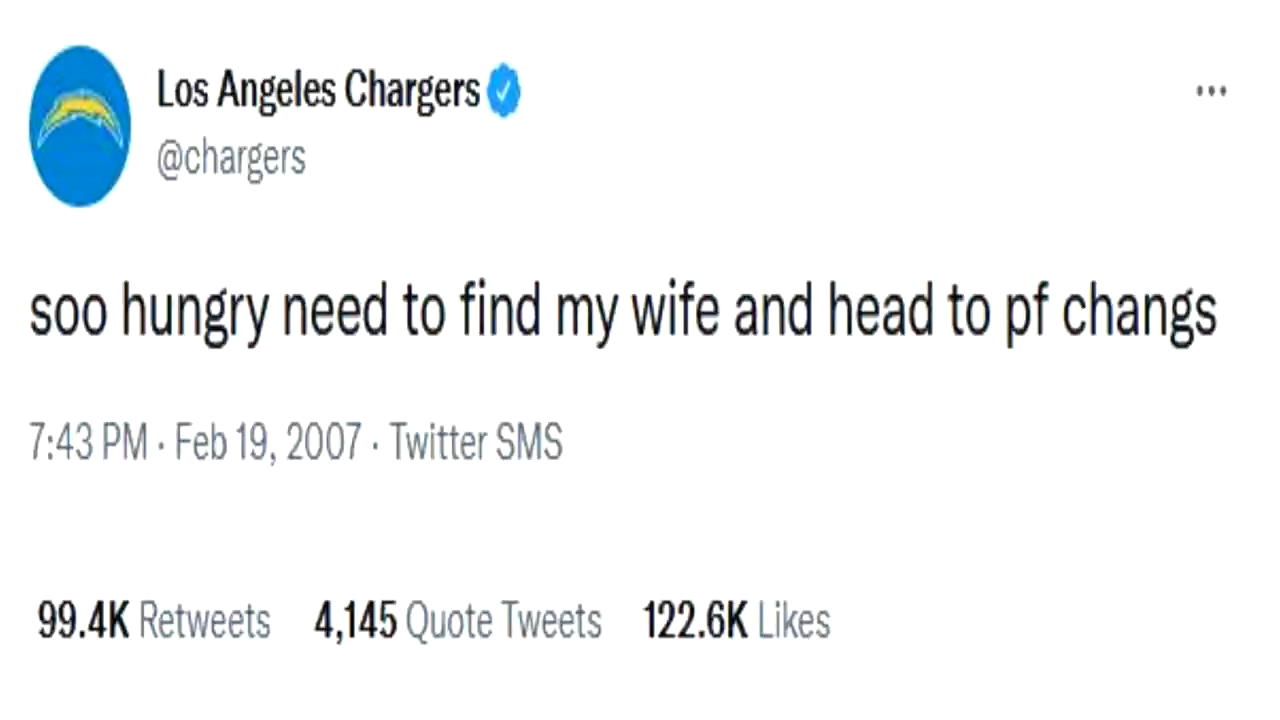 Los Angeles Chargers
@chargers
soo hungry need to find my wife and head to pf changs
7:43 PM · Feb 19, 2007 · Twitter SMS
99.4K Retweets 4,145 Quote Tweets 122.6K Likes